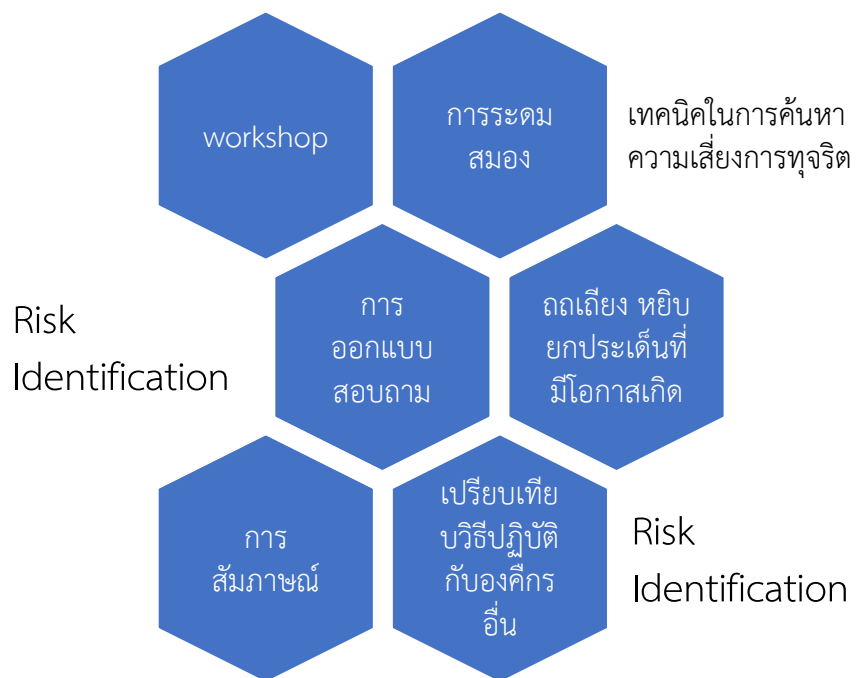 workshop
การระดม
สมอง
เทคนิคในการค้นหา
ความเสี่ยงการทุจริต
Risk
Identification
การ
ออกแบบ
สอบถาม
ถถเถียง หยิบ
ยกประเด็นที่
มีโอกาสเกิด
การ
สัมภาษณ์
เปรียบเทีย
บวิธีปฏิบัติ
กับองคืกร
อื่น
Risk
Identification